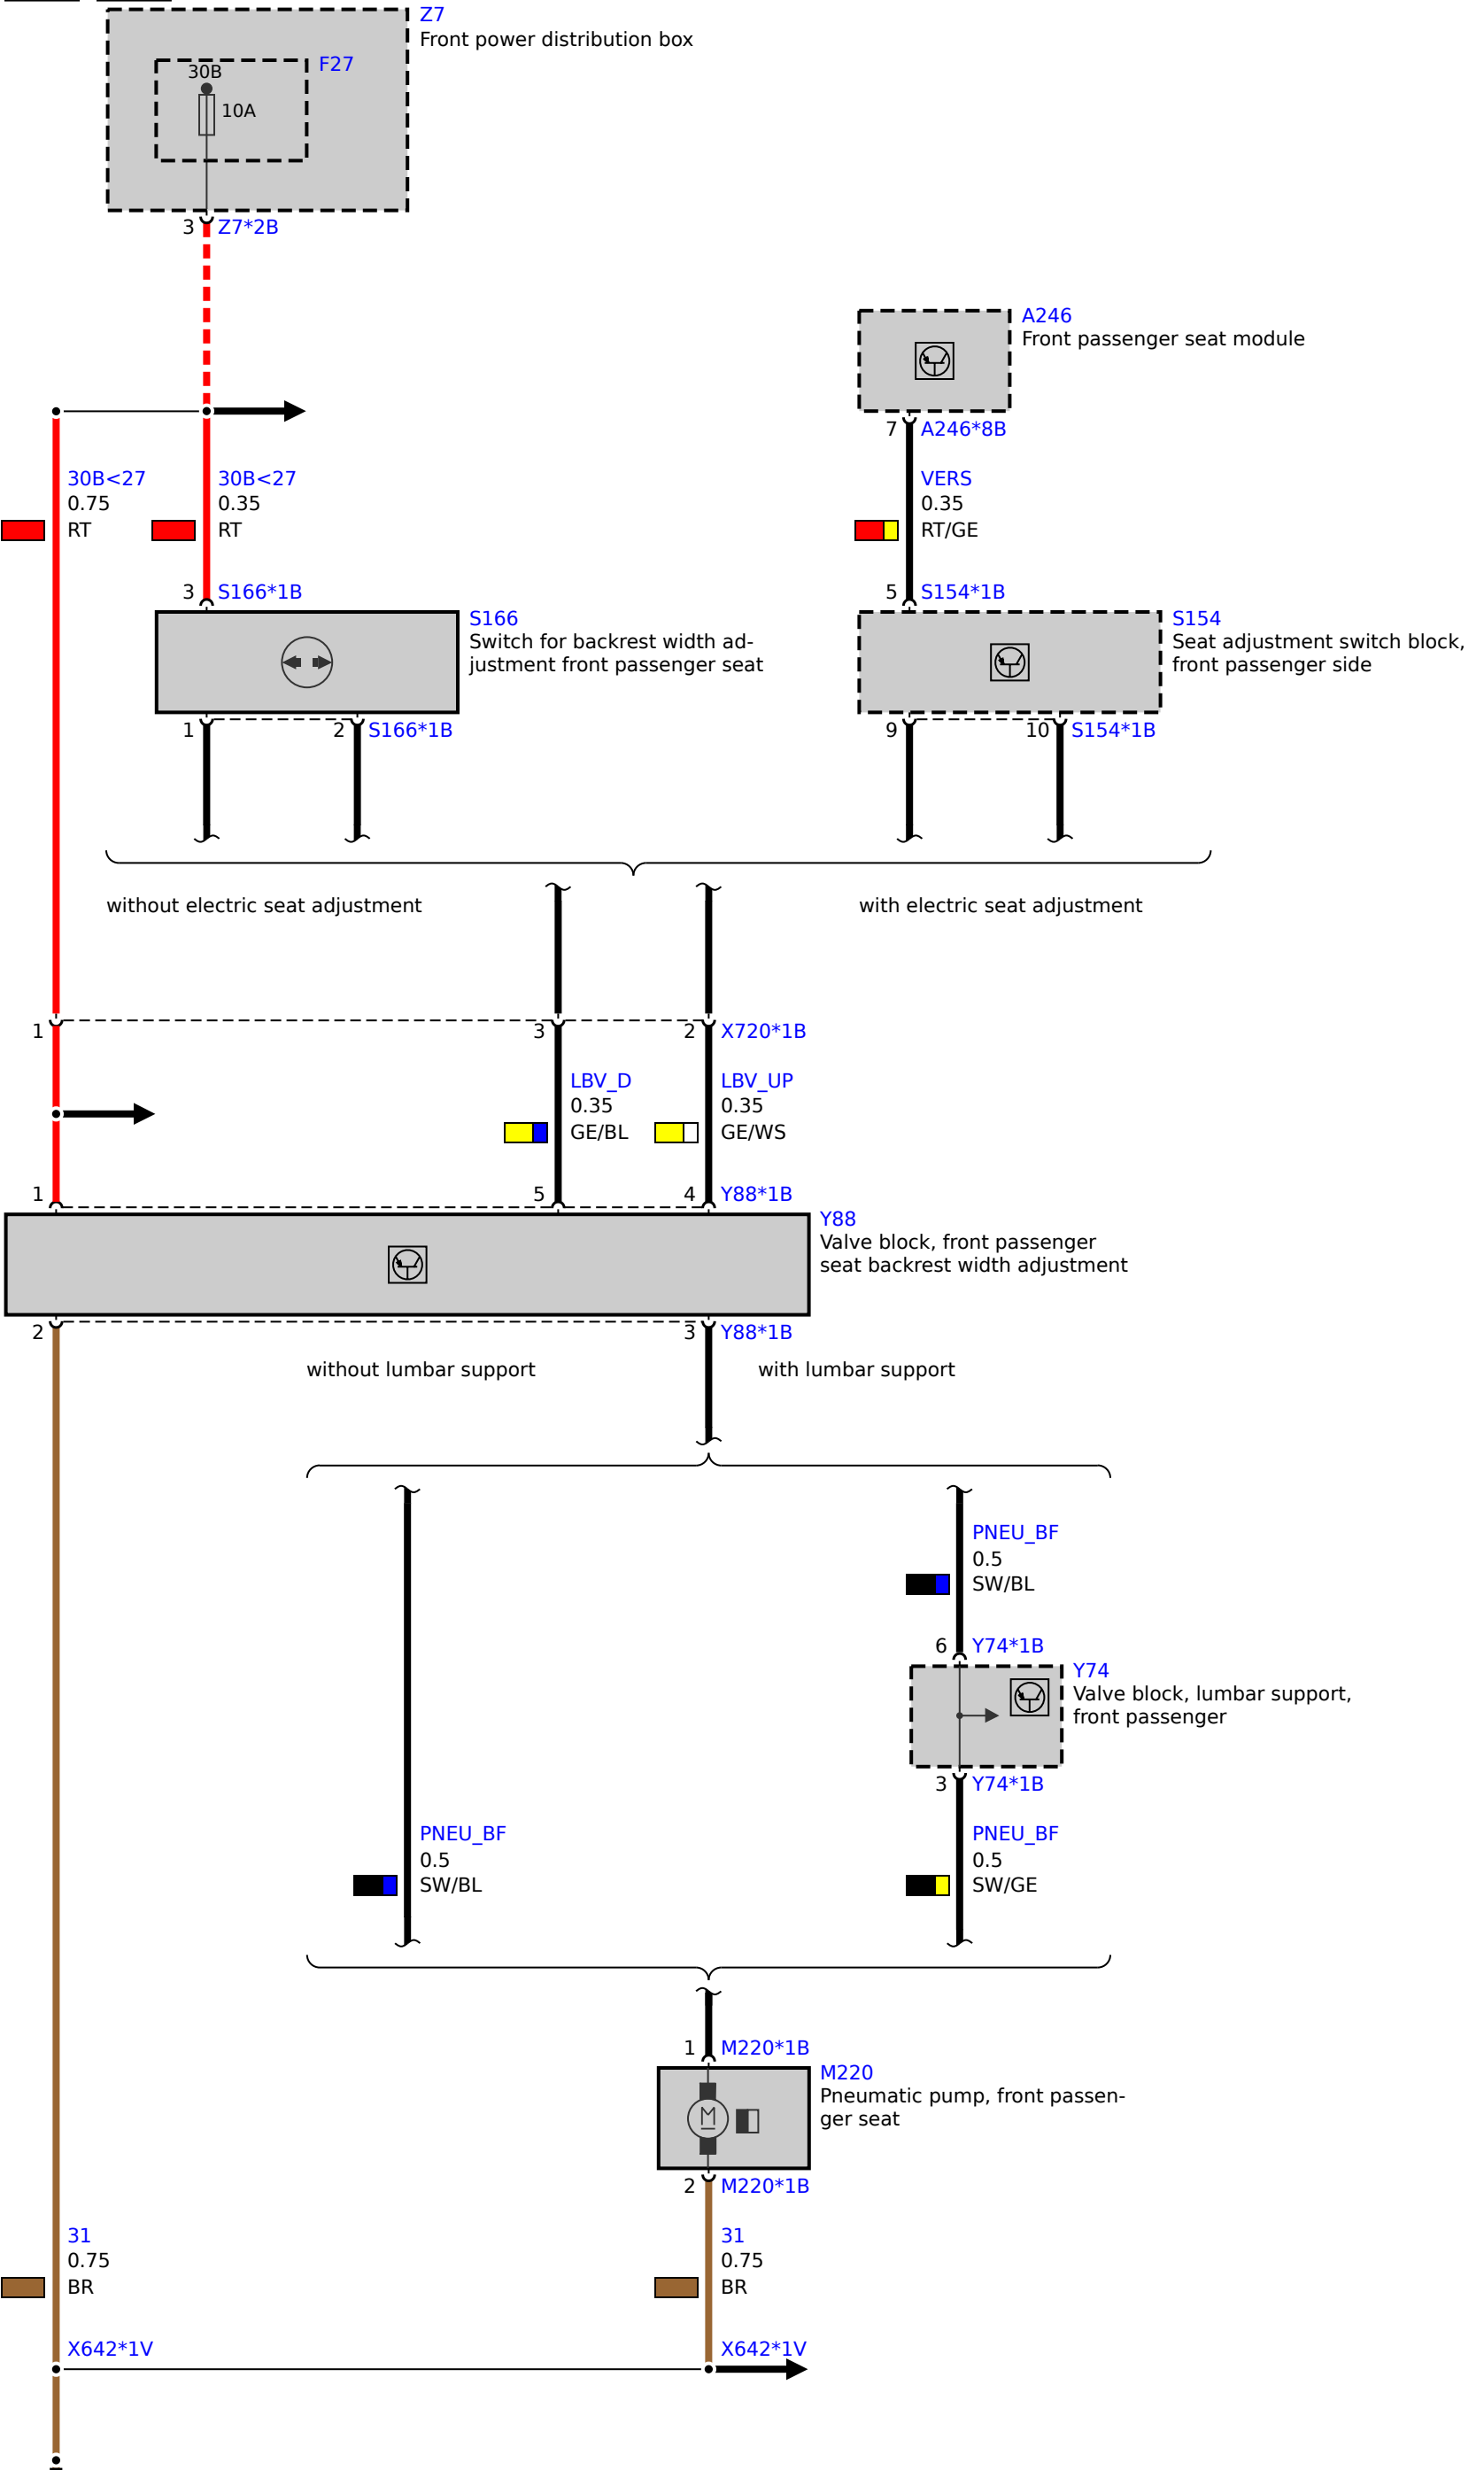 Z7
Front power distribution box
F27
30B
10A
3 Z7*2B
A246
Front passenger seat module
7 A246*8B
30B<27
0.75
RT
30B<27
0.35
RT
VERS
0.35
RT/GE
3 S166*1B
5 S154*1B
S166
Switch for backrest width ad-
justment front passenger seat
S154
Seat adjustment switch block,
front passenger side
1 2 S166*1B
9 10 S154*1B
without electric seat adjustment
with electric seat adjustment
1 3 2 X720*1B
LBV_D
0.35
GE/BL
LBV_UP
0.35
GE/WS
1 5 4 Y88*1B
Y88
Valve block, front passenger
seat backrest width adjustment
2 3 Y88*1B
without lumbar support
with lumbar support
PNEU_BF
0.5
SW/BL
6 Y74*1B
Y74
Valve block, lumbar support,
front passenger
3 Y74*1B
PNEU_BF
0.5
SW/BL
PNEU_BF
0.5
SW/GE
1 M220*1B
M220
Pneumatic pump, front passen-
ger seat
M
2 M220*1B
31
0.75
BR
31
0.75
BR
X642*1V
X642*1V